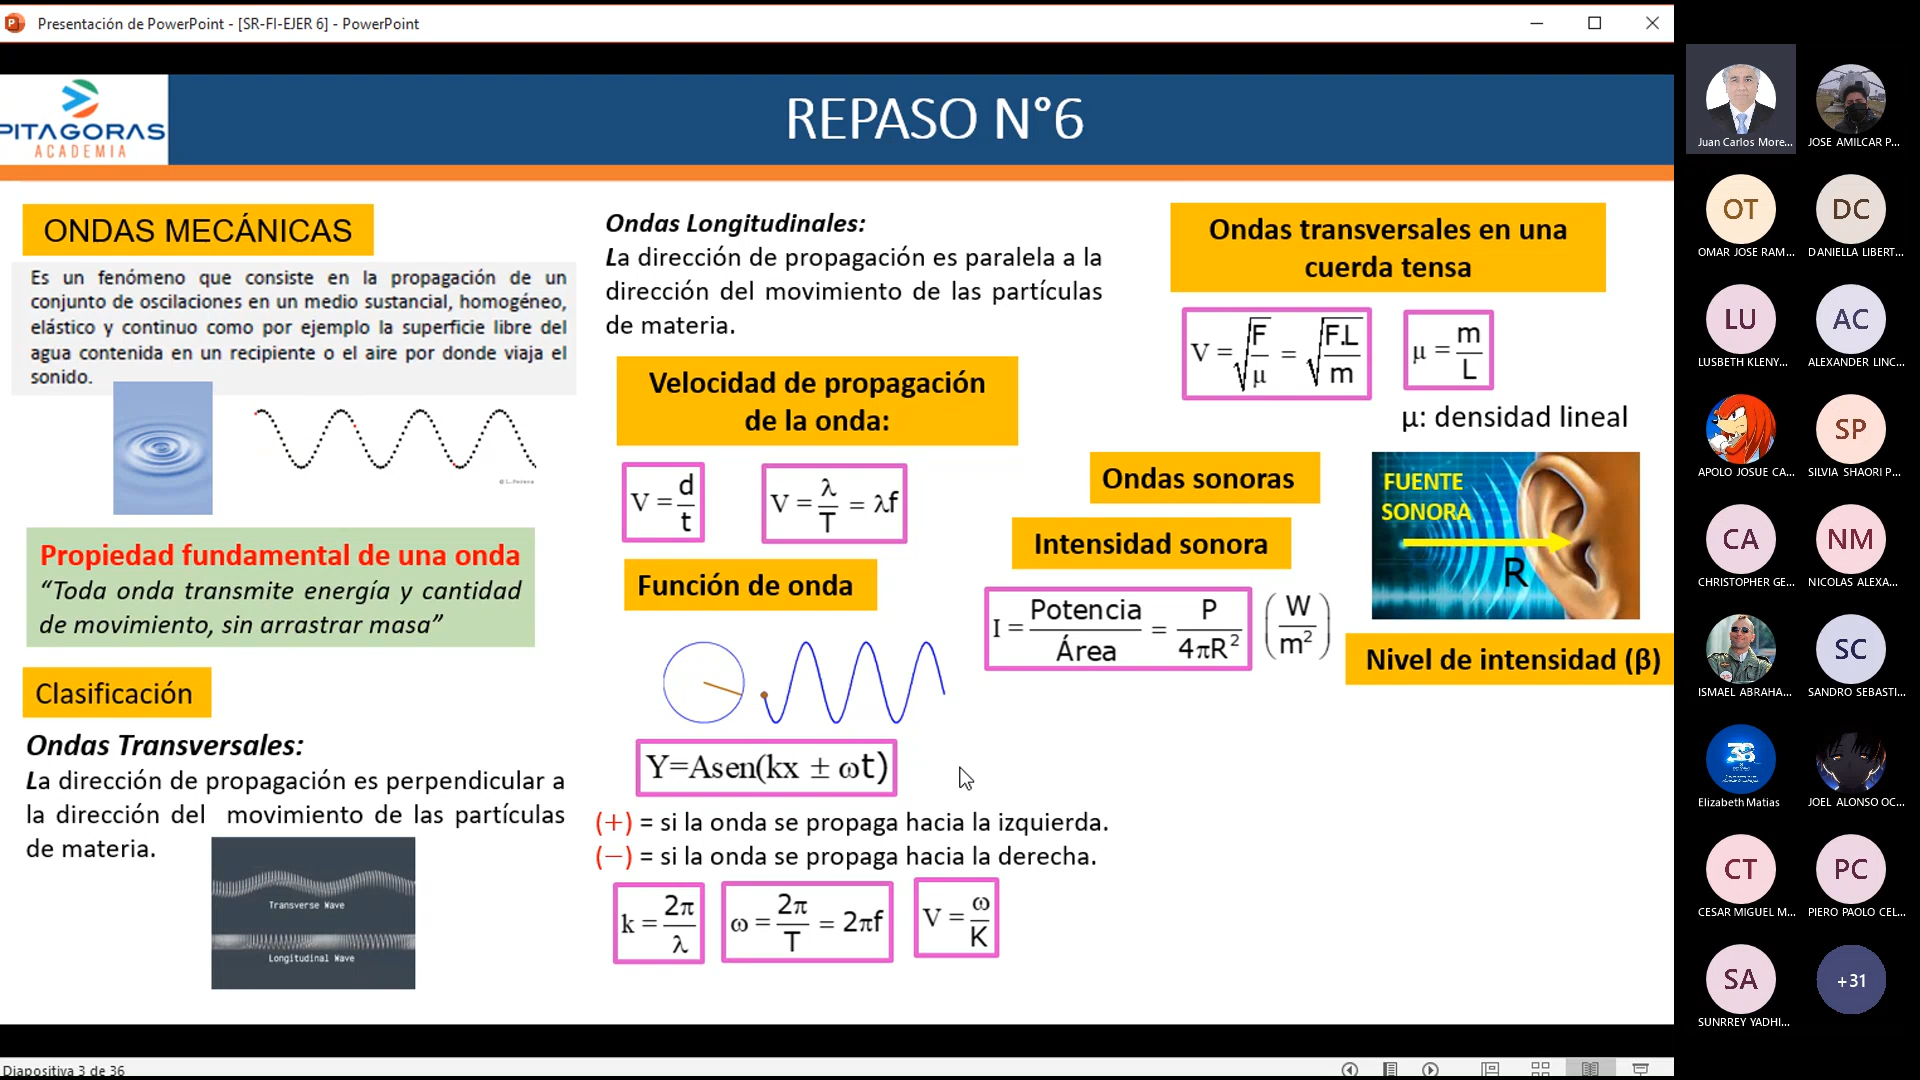 Presentación de PowerPoint - [SR-FI-EJER 6] - PowerPoint
PITAGORAS
ACADEMIA
REPASO N°6
ONDAS MECÁNICAS
Es un fenómeno que consiste en la propagación de un
conjunto de oscilaciones en un medio sustancial, homogéneo,
elástico y continuo como por ejemplo la superficie libre del
agua contenida en un recipiente o el aire por donde viaja el
sonido.
Propiedad fundamental de una onda
“Toda onda transmite energía y cantidad
de movimiento, sin arrastrar masa”
Clasificación
Ondas Transversales:
La dirección de propagación es perpendicular a
la dirección del movimiento de las partículas
de materia.
Transverse Wave
Longitudinal Wave
Ondas Longitudinales:
La dirección de propagación es paralela a la
dirección del movimiento de las partículas
de materia.
Velocidad de propagación
de la onda:
V = d/t
V = λ/T = λf
Función de onda
Y=Asen(kx ± ωt)
(+) = si la onda se propaga hacia la izquierda.
(−) = si la onda se propaga hacia la derecha.
k = 2π/λ
ω = 2π/T = 2πf
V = ω/K
Ondas transversales en una
cuerda tensa
V = √(F/μ) = √(F.L/m)
μ = m/L
μ: densidad lineal
Ondas sonoras
Intensidad sonora
I = Potencia/Área = P/4πR² (W/m²)
FUENTE
SONORA
R
Nivel de intensidad (β)
Juan Carlos More...
JOSE AMILCAR P...
OT
OMAR JOSE RAM...
DC
DANIELLA LIBERT...
LU
LUSBETH KLENY...
AC
ALEXANDER LINC...
APOLO JOSUE CA...
SP
SILVIA SHAORI P...
CA
CHRISTOPHER GE...
NM
NICOLAS ALEXA...
ISMAEL ABRAHA...
SC
SANDRO SEBASTI...
Elizabeth Matias
JOEL ALONSO OC...
CT
CESAR MIGUEL M...
PC
PIERO PAOLO CEL...
SA
SUNRREY YADHI...
+31
Diapositiva 3 de 36